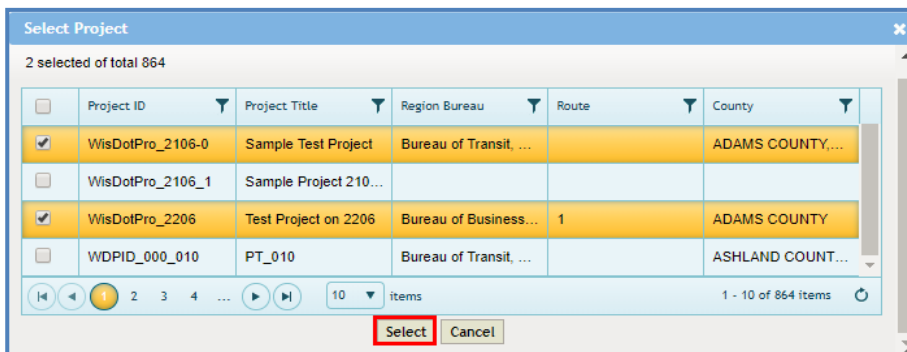 Select Project
2 selected of total 864
Project ID Project Title Region Bureau Route County
WisDotPro_2106-0 Sample Test Project Bureau of Transit, ... ADAMS COUNTY,...
WisDotPro_2106_1 Sample Project 210...
WisDotPro_2206 Test Project on 2206 Bureau of Business... 1 ADAMS COUNTY
WDPID_000_010 PT_010 Bureau of Transit, ... ASHLAND COUNT...
1 2 3 4 ... 10 items 1 - 10 of 864 items
Select Cancel